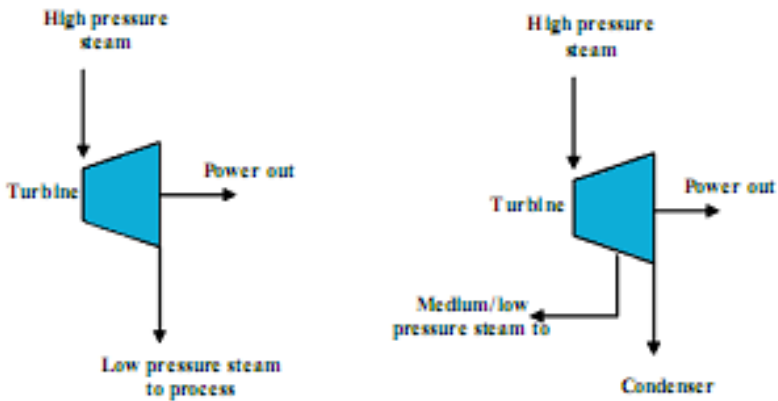 High pressure
steam
Turbine
Power out
Low pressure steam
to process
High pressure
steam
Turbine
Power out
Medium/low
pressure steam to
Condenser